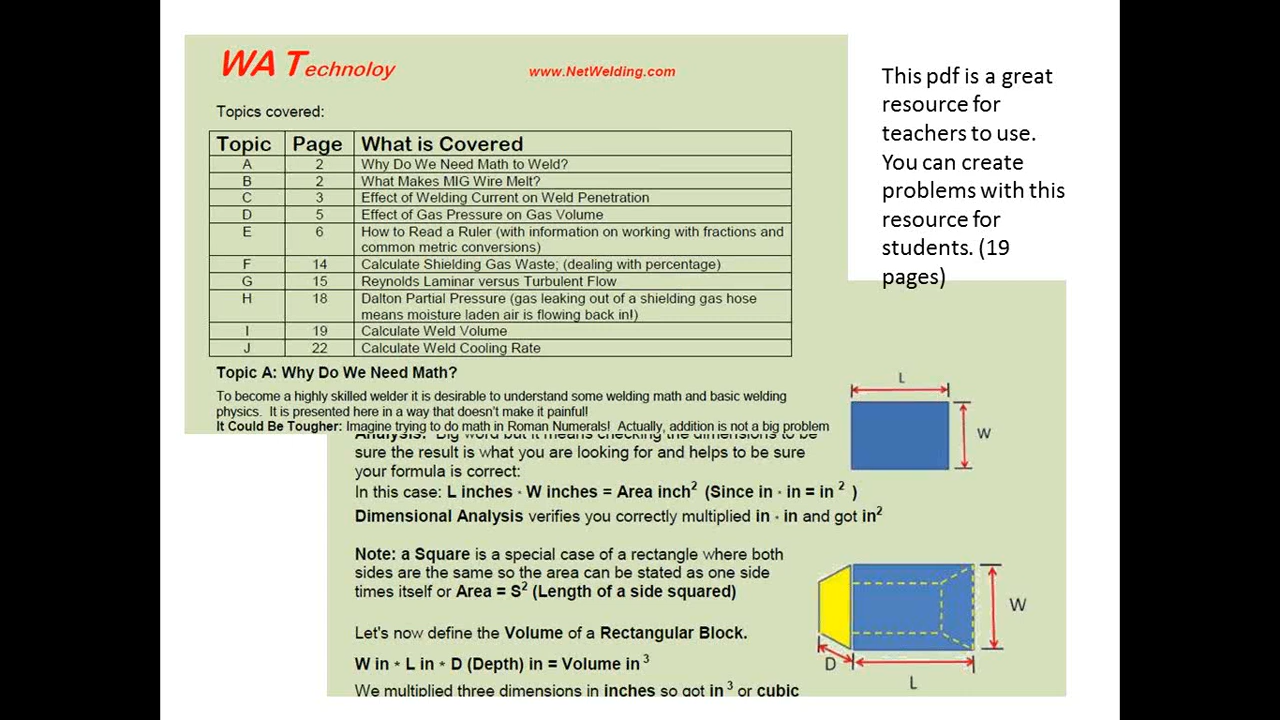 WA Technoloy
www.NetWelding.com
Topics covered:
Topic Page What is Covered
A 2 Why Do We Need Math to Weld?
B 2 What Makes MIG Wire Melt?
C 3 Effect of Welding Current on Weld Penetration
D 5 Effect of Gas Pressure on Gas Volume
E 6 How to Read a Ruler (with information on working with fractions and
common metric conversions)
F 14 Calculate Shielding Gas Waste; (dealing with percentage)
G 15 Reynolds Laminar versus Turbulent Flow
H 18 Dalton Partial Pressure (gas leaking out of a shielding gas hose
means moisture laden air is flowing back in!)
I 19 Calculate Weld Volume
J 22 Calculate Weld Cooling Rate
Topic A: Why Do We Need Math?
To become a highly skilled welder it is desirable to understand some welding math and basic welding
physics. It is presented here in a way that doesn't make it painful!
It Could Be Tougher: Imagine trying to do math in Roman Numerals! Actually, addition is not a big problem
This pdf is a great
resource for
teachers to use.
You can create
problems with this
resource for
students. (19
pages)
Analysis: Big word but it means checking the dimensions to be
sure the result is what you are looking for and helps to be sure
your formula is correct:
In this case: L inches · W inches = Area inch² (Since in · in = in² )
Dimensional Analysis verifies you correctly multiplied in · in and got in²
Note: a Square is a special case of a rectangle where both
sides are the same so the area can be stated as one side
times itself or Area = S² (Length of a side squared)
Let's now define the Volume of a Rectangular Block.
W in * L in * D (Depth) in = Volume in³
We multiplied three dimensions in inches so got in³ or cubic
L
W
W
D
L